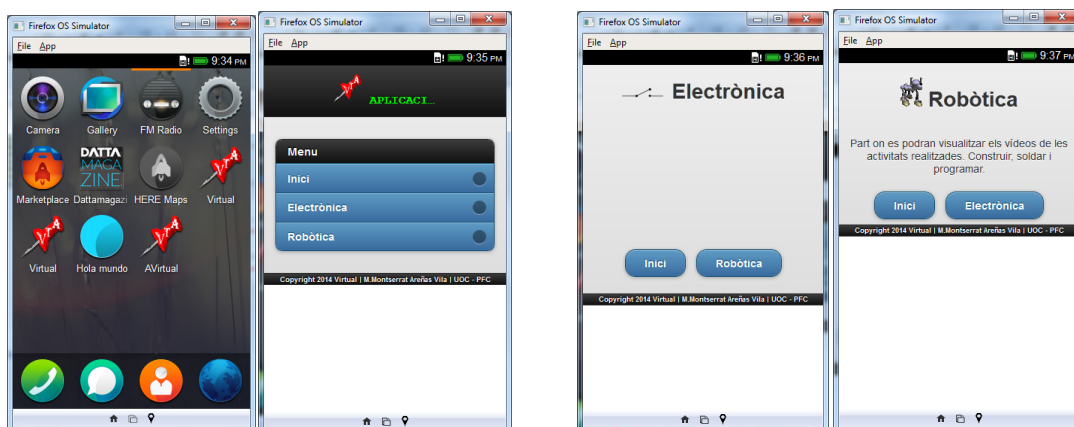 Firefox OS Simulator
File App
9:34 PM
Camera Gallery FM Radio Settings
DATTA
MAGA
ZINE
VrA
Marketplace Dattamagazi HERE Maps Virtual
VrA VrA
Virtual Hola mundo AVirtual
Firefox OS Simulator
File App
9:35 PM
VrA
APLICACI...
Menu
Inici
Electrònica
Robòtica
Copyright 2014 Virtual | M.Montserrat Areñas Vila | UOC - PFC
Firefox OS Simulator
File App
9:36 PM
Electrònica
Inici Robòtica
Copyright 2014 Virtual | M.Montserrat Areñas Vila | UOC - PFC
Firefox OS Simulator
File App
9:37 PM
Robòtica
Part on es podran visualitzar els vídeos de les
activitats realitzades. Construir, soldar i
programar.
Inici Electrònica
Copyright 2014 Virtual | M.Montserrat Areñas Vila | UOC - PFC